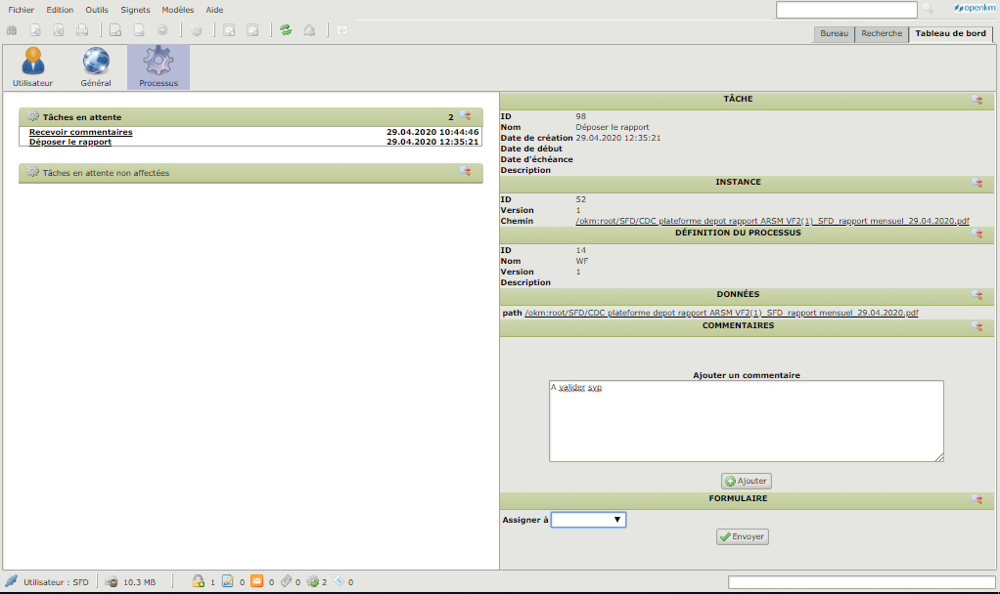 Fichier Edition Outils Signets Modèles Aide
openkm
Bureau Recherche Tableau de bord
Utilisateur Général Processus
Tâches en attente 2
Recevoir commentaires 29.04.2020 10:44:46
Déposer le rapport 29.04.2020 12:35:21
Tâches en attente non affectées
TÂCHE
ID 98
Nom Déposer le rapport
Date de création 29.04.2020 12:35:21
Date de début
Date d'échéance
Description
INSTANCE
ID 52
Version 1
Chemin /okm:root/SFD/CDC plateforme depot rapport ARSM VF2(1)_SFD_rapport mensuel_29.04.2020.pdf
DÉFINITION DU PROCESSUS
ID 14
Nom WF
Version 1
Description
DONNÉES
path /okm:root/SFD/CDC plateforme depot rapport ARSM VF2(1)_SFD_rapport mensuel_29.04.2020.pdf
COMMENTAIRES
Ajouter un commentaire
A valider svp
Ajouter
FORMULAIRE
Assigner à
Envoyer
Utilisateur : SFD 10.3 MB 1 0 0 0 2 0